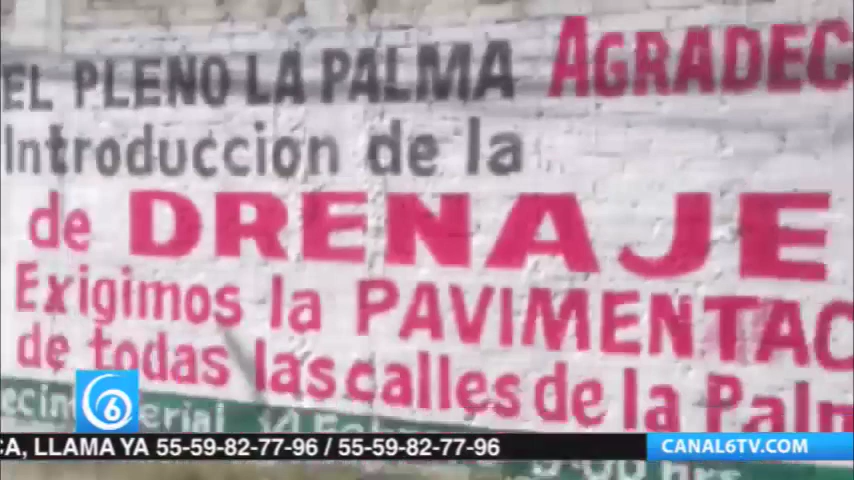 EL PLENO LA PALMA AGRADEC
Introduccion de la
de DRENAJE
Exigimos la PAVIMENTAC
de todas las calles de la Palm
6
CA, LLAMA YA 55-59-82-77-96 / 55-59-82-77-96
CANAL6TV.COM